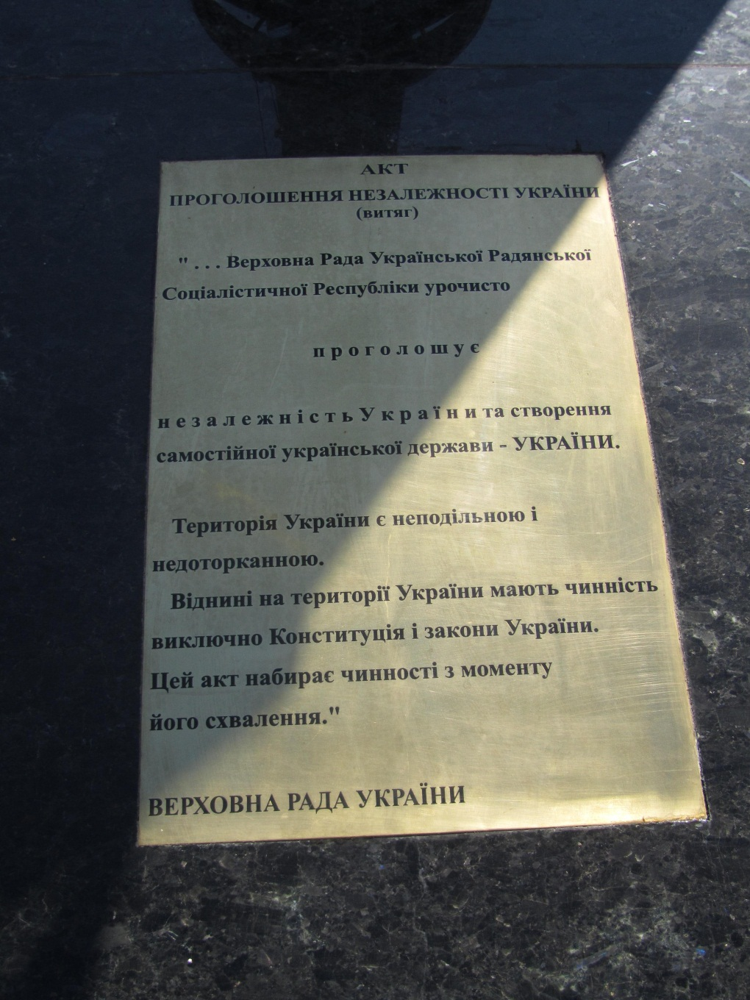 АКТ
ПРОГОЛОШЕННЯ НЕЗАЛЕЖНОСТІ УКРАЇНИ
(витяг)
" . . . Верховна Рада Української Радянської
Соціалістичної Республіки урочисто
п р о г о л о ш у є
н е з а л е ж н і с т ь У к р а ї н и та створення
самостійної української держави - УКРАЇНИ.
Територія України є неподільною і
недоторканною.
Віднині на території України мають чинність
виключно Конституція і закони України.
Цей акт набирає чинності з моменту
його схвалення."
ВЕРХОВНА РАДА УКРАЇНИ